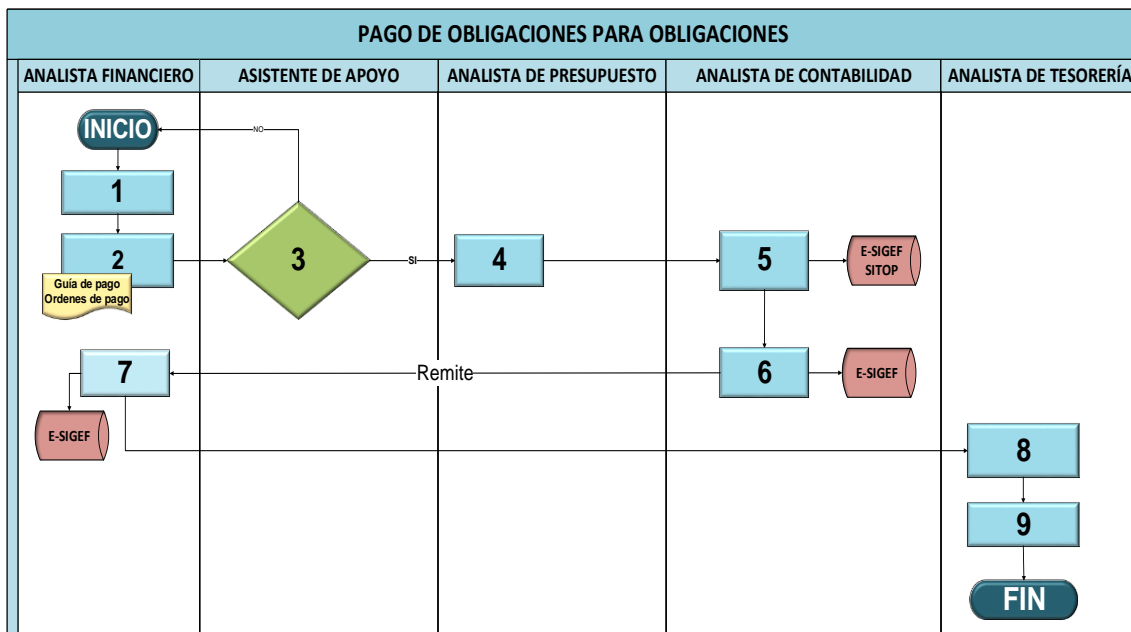 PAGO DE OBLIGACIONES PARA OBLIGACIONES
ANALISTA FINANCIERO
ASISTENTE DE APOYO
ANALISTA DE PRESUPUESTO
ANALISTA DE CONTABILIDAD
ANALISTA DE TESORERÍA
INICIO
NO
1
2
Guía de pago
Ordenes de pago
3
SI
4
5
E-SIGEF
SITOP
7
Remite
6
E-SIGEF
E-SIGEF
8
9
FIN